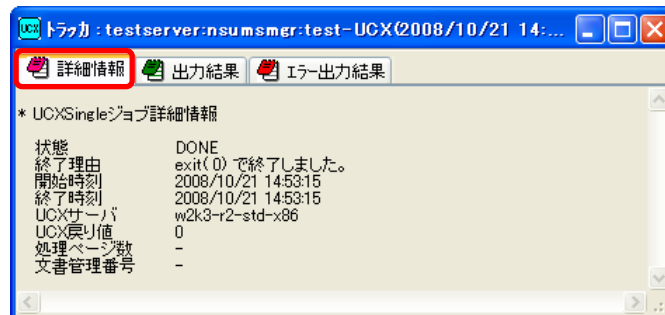 UCX トラッカ : testserver:nsumsmgr:test-UCX(2008/10/21 14:...
詳細情報 出力結果 エラー出力結果
* UCXSingleジョブ詳細情報
状態 DONE
終了理由 exit( 0) で終了しました。
開始時刻 2008/10/21 14:53:15
終了時刻 2008/10/21 14:53:15
UCXサーバ w2k3-r2-std-x86
UCX戻り値 0
処理ページ数 -
文書管理番号 -